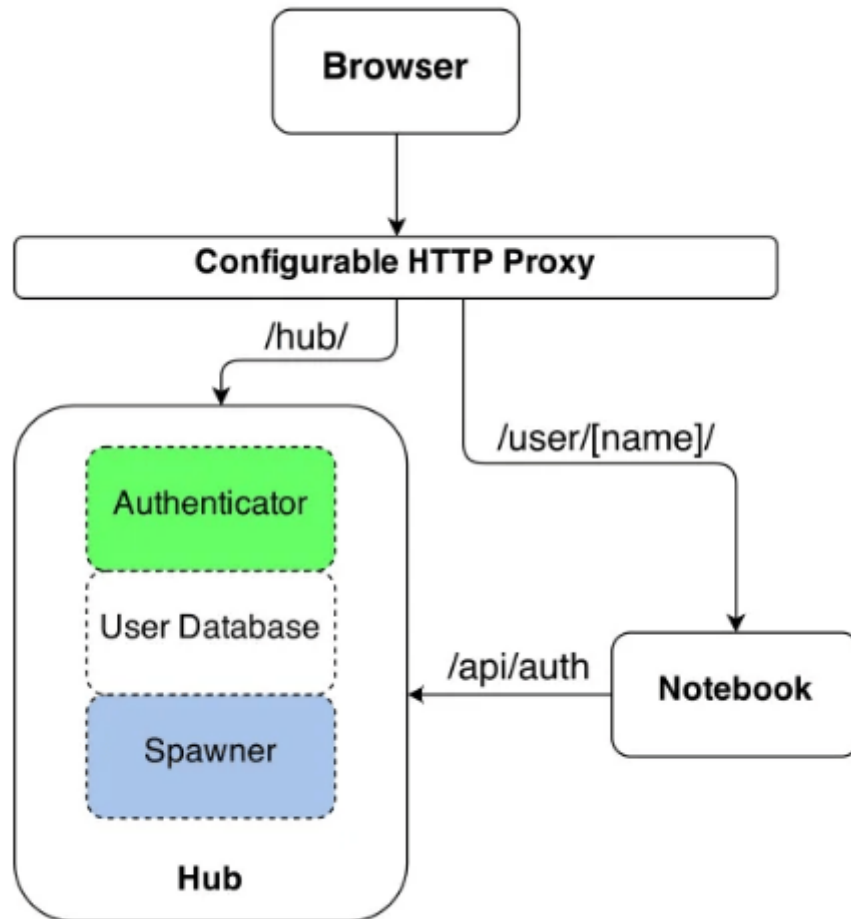 Browser
Configurable HTTP Proxy
/hub/
/user/[name]/
Authenticator
User Database
/api/auth
Notebook
Spawner
Hub